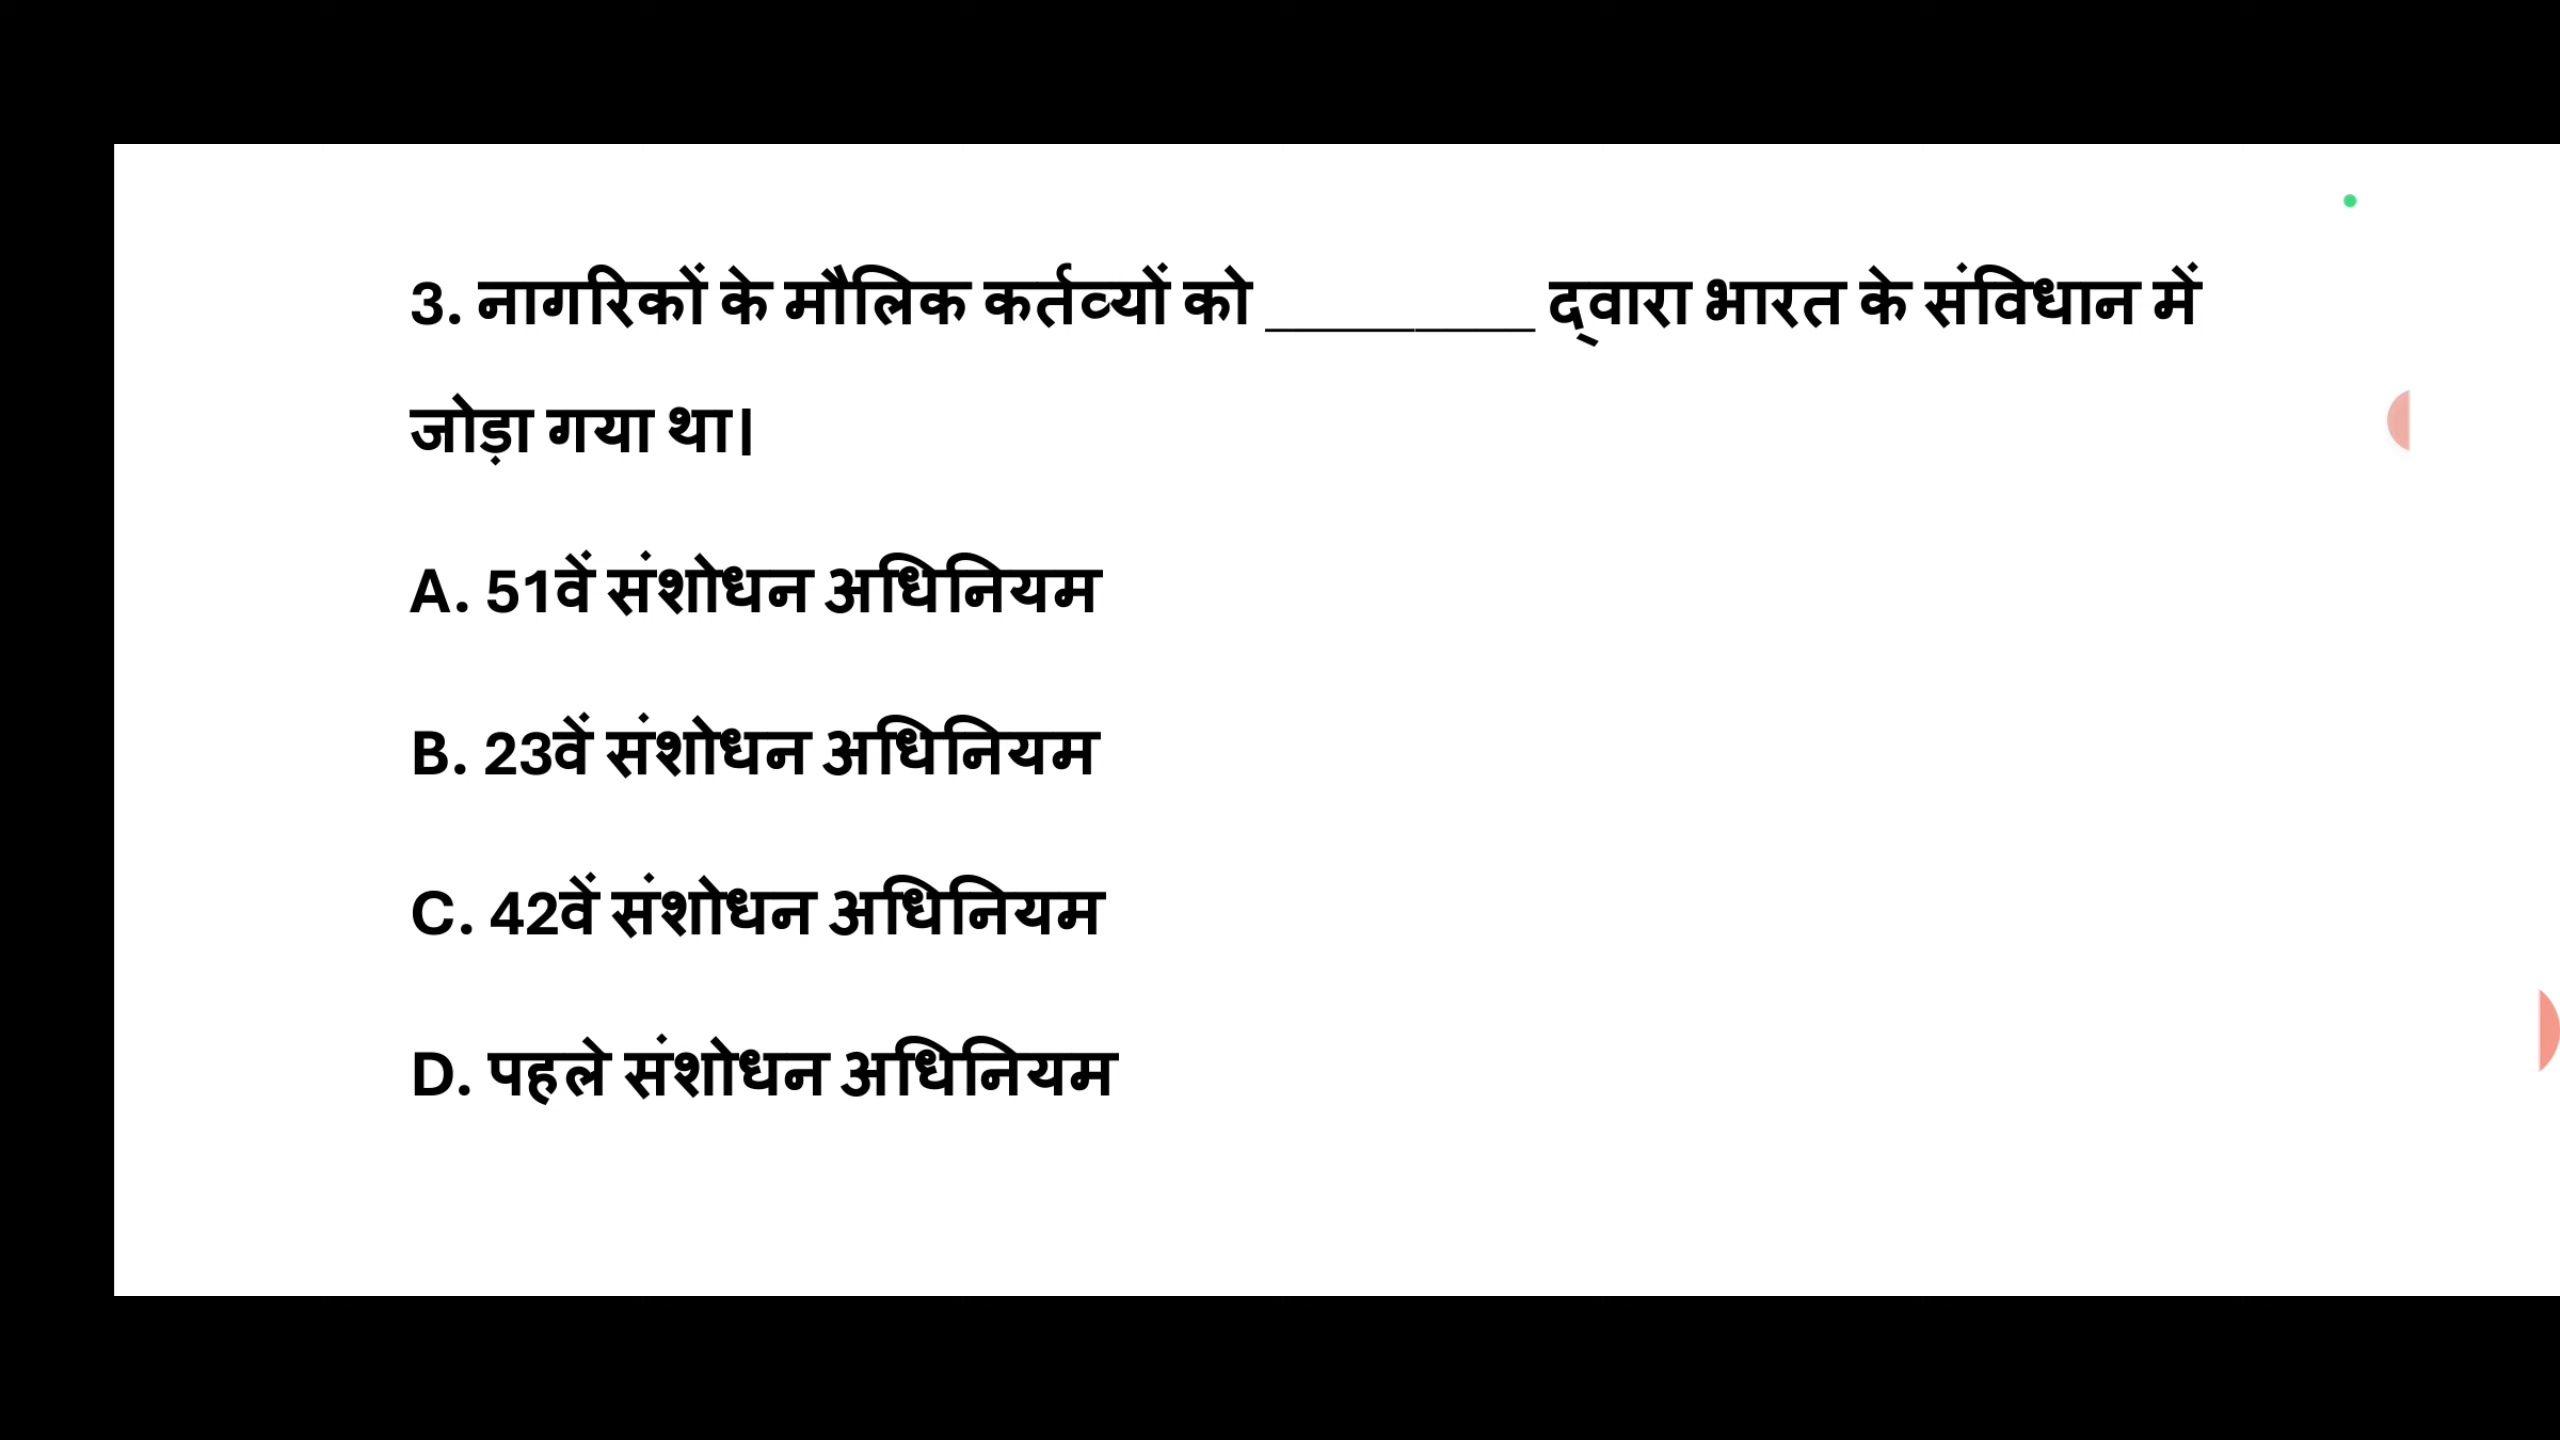 3. नागरिकों के मौलिक कर्तव्यों को _________ द्वारा भारत के संविधान में
जोड़ा गया था।
A. 51वें संशोधन अधिनियम
B. 23वें संशोधन अधिनियम
C. 42वें संशोधन अधिनियम
D. पहले संशोधन अधिनियम